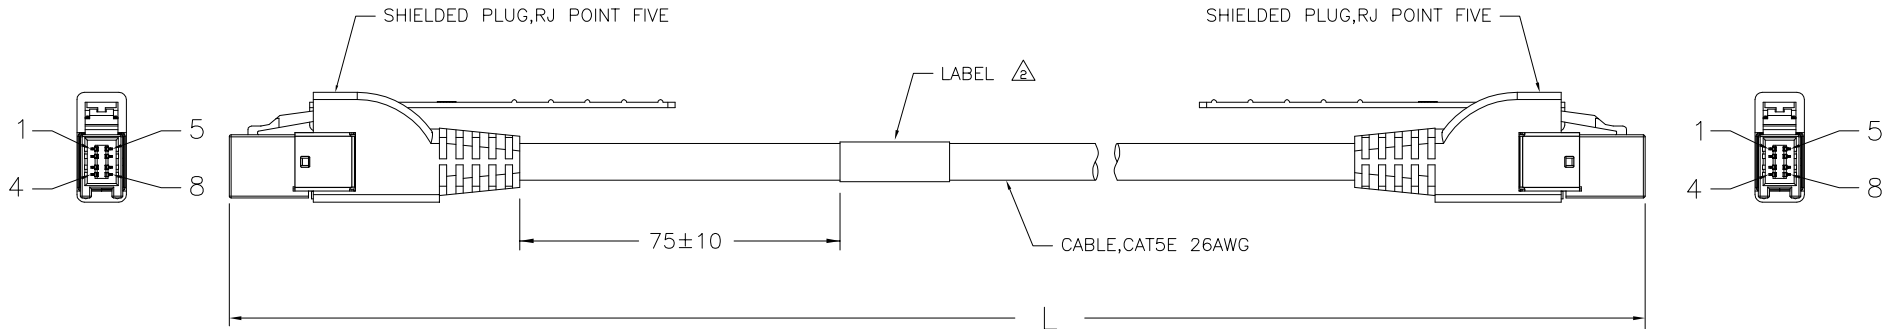 SHIELDED PLUG,RJ POINT FIVE
SHIELDED PLUG,RJ POINT FIVE
LABEL 2
1
5
4
8
1
5
4
8
75±10
CABLE,CAT5E 26AWG
L